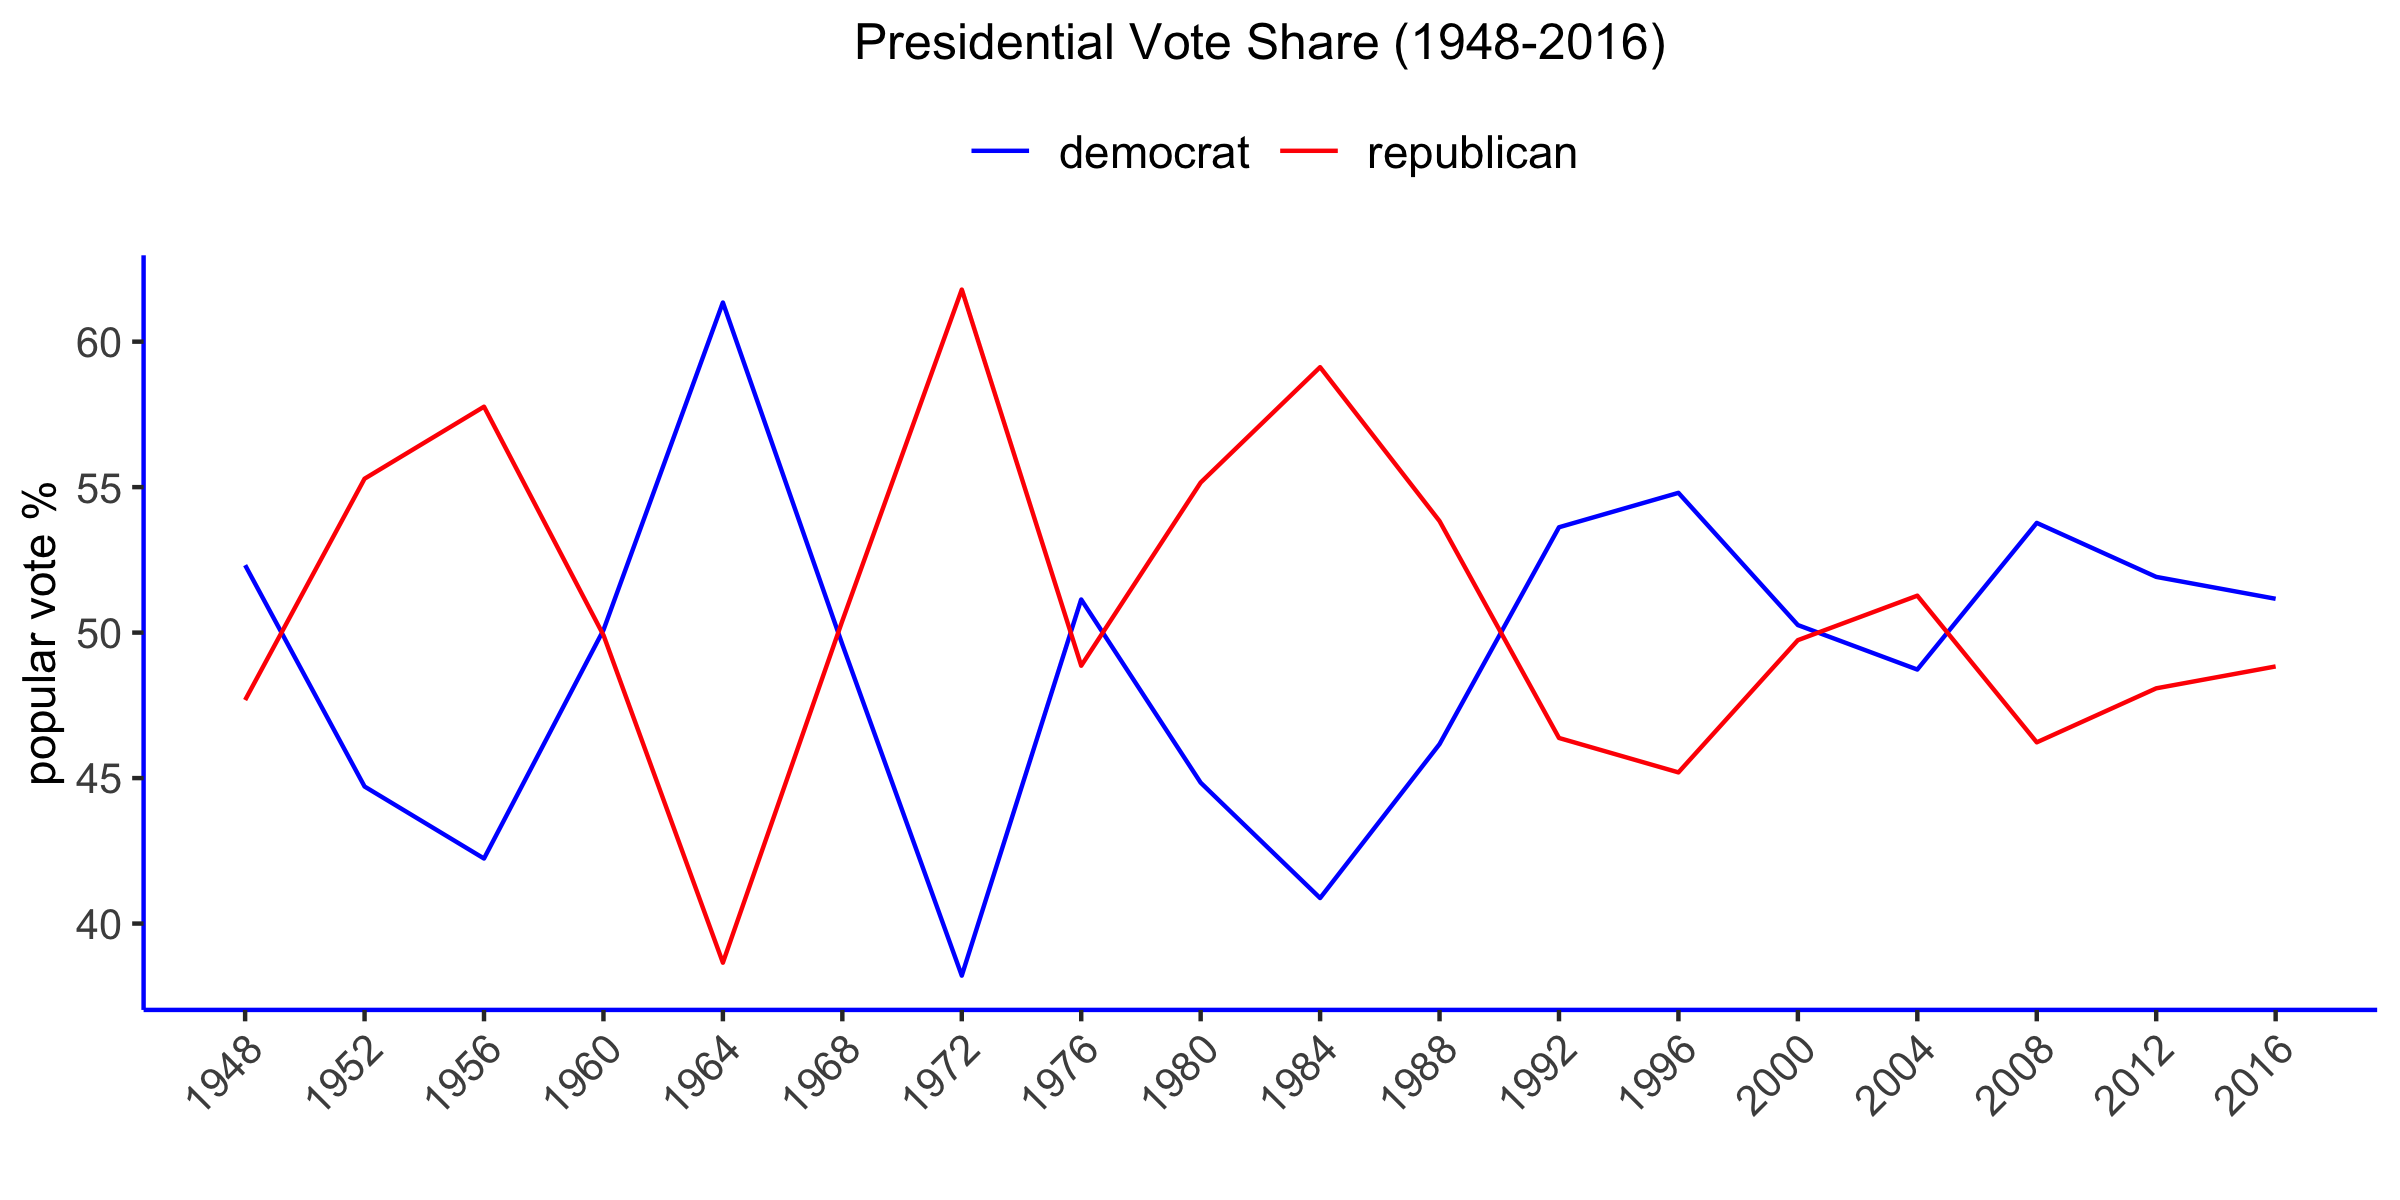 Presidential Vote Share (1948-2016)
democrat republican
popular vote %
60
55
50
45
40
1948 1952 1956 1960 1964 1968 1972 1976 1980 1984 1988 1992 1996 2000 2004 2008 2012 2016